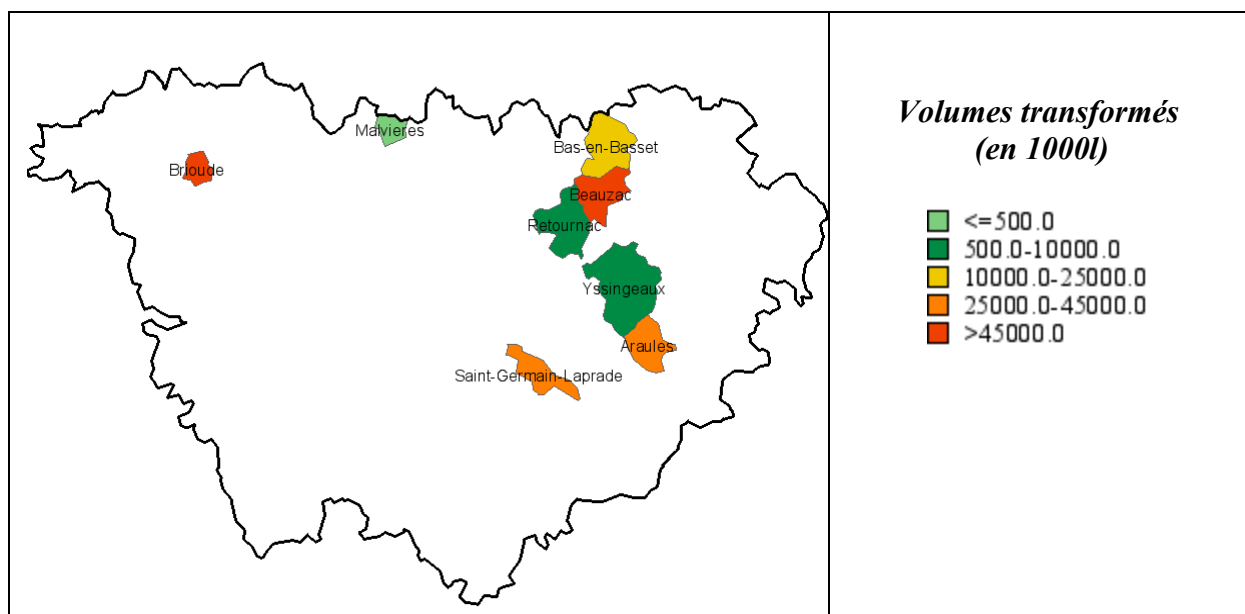 Malvieres
Brioude
Bas-en-Basset
Beauzac
Retournac
Yssingeaux
Araules
Saint-Germain-Laprade
Volumes transformés
(en 1000l)
<=500.0
500.0-10000.0
10000.0-25000.0
25000.0-45000.0
>45000.0